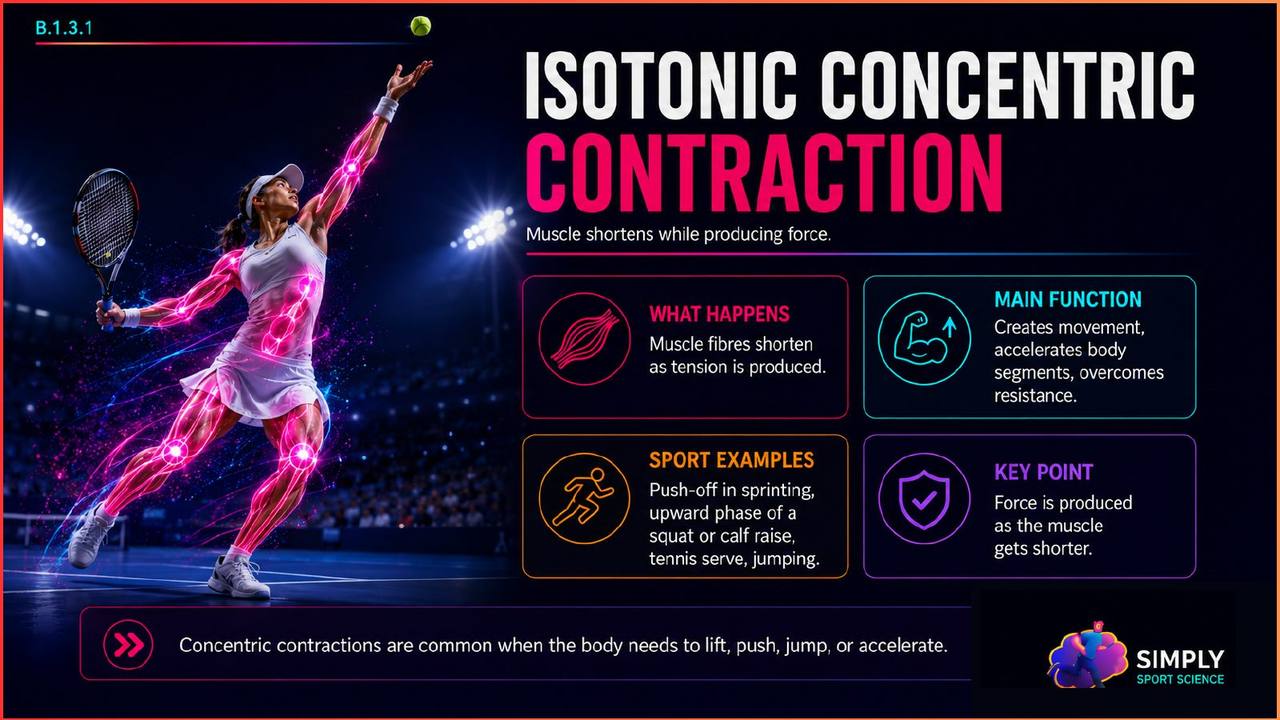 B.1.3.1
ISOTONIC CONCENTRIC
CONTRACTION
Muscle shortens while producing force.
WHAT HAPPENS
Muscle fibres shorten
as tension is produced.
MAIN FUNCTION
Creates movement,
accelerates body
segments, overcomes
resistance.
SPORT EXAMPLES
Push-off in sprinting,
upward phase of a
squat or calf raise,
tennis serve, jumping.
KEY POINT
Force is produced
as the muscle
gets shorter.
Concentric contractions are common when the body needs to lift, push, jump, or accelerate.
SIMPLY
SPORT SCIENCE